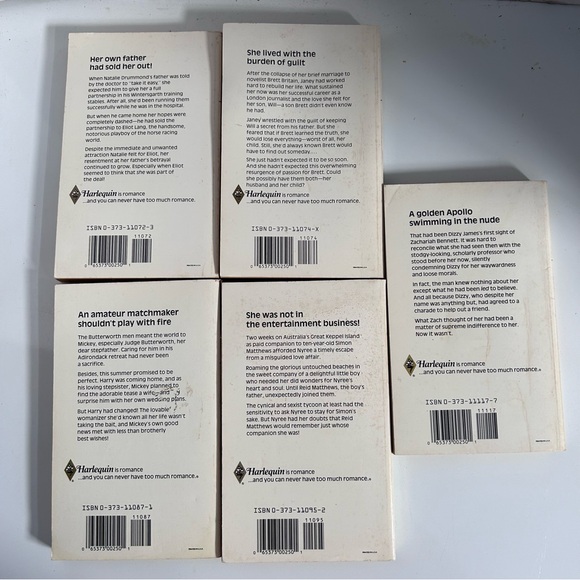 Her own father
had sold her out!
When Natalie Drummond's father was told
by the doctor to "take it easy," she
expected him to give her a full
partnership in his Wintersgarth training
stables. After all, she'd been running them
successfully while he was in the hospital.
But when he came home her hopes were
completely dashed—he had sold the
partnership to Eliot Lang, the handsome,
notorious playboy of the horse racing
world.
Despite the immediate and unwanted
attraction Natalie felt for Eliot, her
resentment at her father's betrayal
continued to grow. Especially when Eliot
seemed to think that she was part of
the deal!
Harlequin is romance
...and you can never have too much romance.
ISBN 0-373-11072-3
11072
0 65373 00250 1
She lived with the
burden of guilt
After the collapse of her brief marriage to
novelist Brett Britain, Janey had worked
hard to rebuild her life. What sustained
her now was her successful career as a
London journalist and the love she felt for
her son, Will—a son Brett didn't even know
he had.
Janey wrestled with the guilt of keeping
Will a secret from his father. But she
feared that if Brett learned the truth, she
would lose everything—worst of all, her
child. Still, she'd always known Brett would
have to find out someday....
She just hadn't expected it to be so soon.
And she hadn't expected this overwhelming
resurgence of passion for Brett. Could
she possibly have them both—her
husband and her child?
Harlequin is romance
...and you can never have too much romance.
ISBN 0-373-11074-X
11074
0 65373 00250 1
A golden Apollo
swimming in the nude
That had been Dizzy James's first sight of
Zachariah Bennett. It was hard to
reconcile what she had seen then with the
stodgy-looking, scholarly professor who
stood before her now, silently
condemning Dizzy for her waywardness
and loose morals.
In fact, the man knew nothing about her
except what he had been led to believe.
And all because Dizzy, who despite her
name was anything but, had agreed to a
charade to help out a friend.
What Zach thought of her had been a
matter of supreme indifference to her.
Now it wasn't.
Harlequin is romance
...and you can never have too much romance.
ISBN 0-373-11117-7
11117
0 65373 00250 1
An amateur matchmaker
shouldn't play with fire
The Butterworth men meant the world to
Mickey, especially Judge Butterworth, her
dear stepfather. Caring for him in his
Adirondack retreat had never been
a sacrifice.
Besides, this summer promised to be
perfect. Harry was coming home, and as
his loving stepsister, Mickey planned to
find the adorable tease a wife—and
surprise him with her own wedding plans.
But Harry had changed! The lovable
womanizer she'd known all her life wasn't
taking the bait, and Mickey's own good
news met with less than brotherly
best wishes!
Harlequin is romance
...and you can never have too much romance.
ISBN 0-373-11087-1
11087
0 65373 00250 1
She was not in
the entertainment business!
Two weeks on Australia's Great Keppel Island
as paid companion to ten-year-old Simon
Matthews afforded Nyree a timely escape
from a misguided love affair.
Roaming the glorious untouched beaches in
the sweet company of a delightful little boy
who needed her did wonders for Nyree's
heart and soul. Until Reid Matthews, the boy's
father, unexpectedly joined them.
The cynical and sexist tycoon at least had the
sensitivity to ask Nyree to stay for Simon's
sake. But Nyree had her doubts that Reid
Matthews would remember just whose
companion she was!
Harlequin is romance
...and you can never have too much romance.
ISBN 0-373-11095-2
11095
0 65373 00250 1